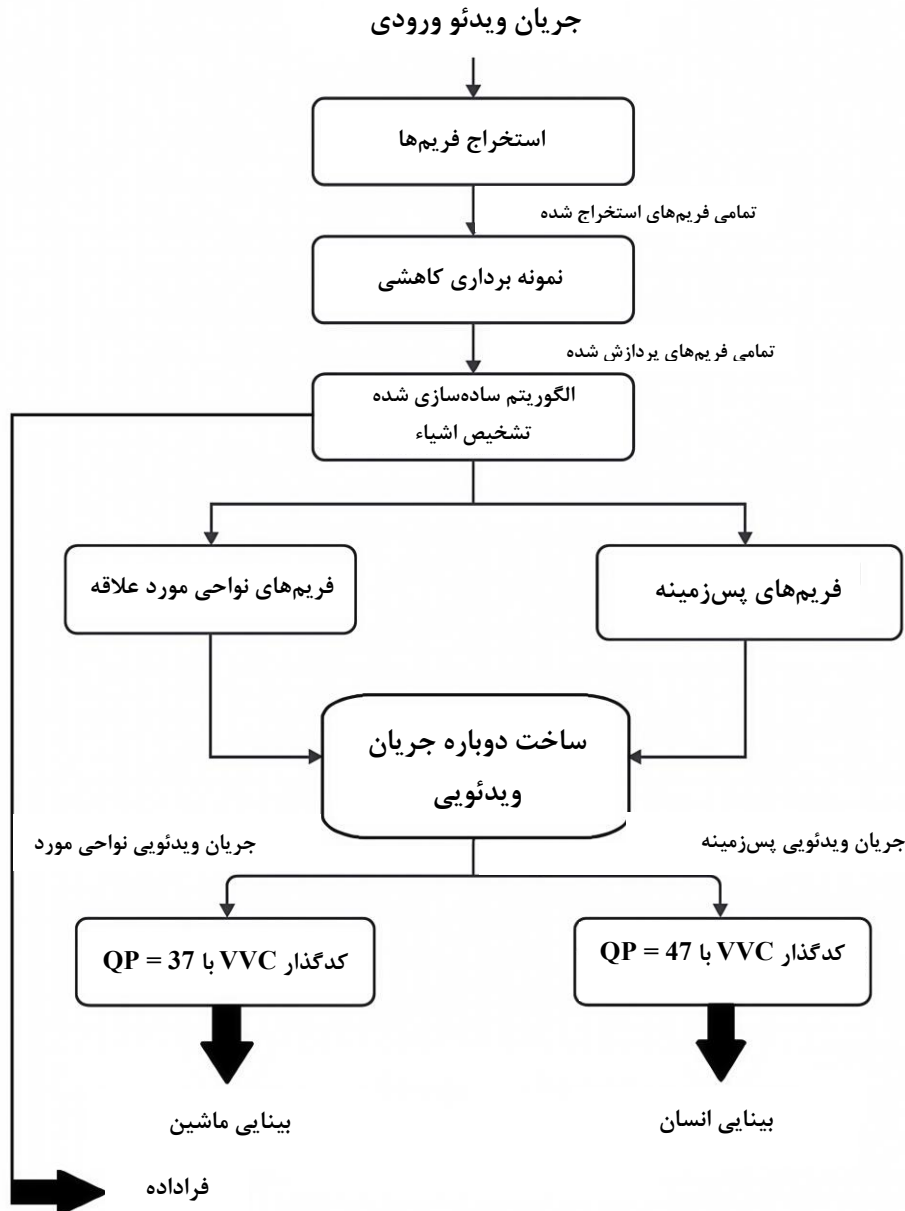 جریان ویدئو ورودی
استخراج فریم‌ها
تمامی فریم‌های استخراج شده
نمونه برداری کاهشی
تمامی فریم‌های پردازش شده
الگوریتم ساده‌سازی شده
تشخیص اشیاء
فریم‌های پس‌زمینه
فریم‌های نواحی مورد علاقه
ساخت دوباره جریان
ویدئویی
جریان ویدئویی پس‌زمینه
جریان ویدئویی نواحی مورد
کدگذار VVC با QP = 47
کدگذار VVC با QP = 37
بینایی انسان
بینایی ماشین
فراداده